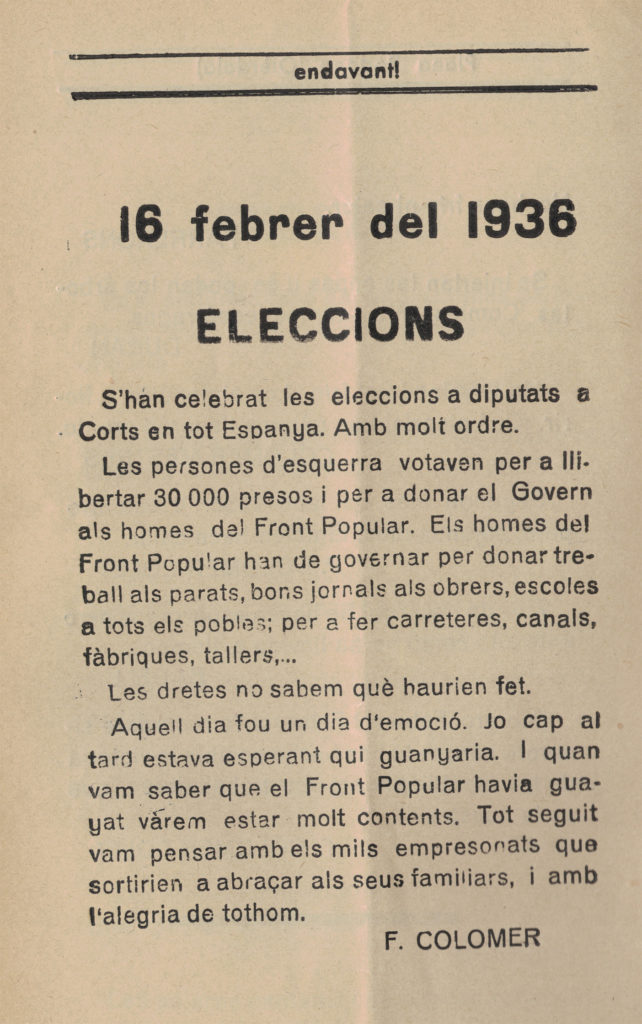 endavant!
16 febrer del 1936
ELECCIONS
S'han celebrat les eleccions a diputats a
Corts en tot Espanya. Amb molt ordre.
Les persones d'esquerra votaven per a lli-
bertar 30 000 presos i per a donar el Govern
als homes del Front Popular. Els homes del
Front Popular han de governar per donar tre-
ball als parats, bons jornals als obrers, escoles
a tots els pobles; per a fer carreteres, canals,
fàbriques, tallers,...
Les dretes no sabem què haurien fet.
Aquell dia fou un dia d'emoció. Jo cap al
tard estava esperant qui guanyaria. I quan
vam saber que el Front Popular havia gua-
yat vàrem estar molt contents. Tot seguit
vam pensar amb els mils empresonats que
sortirien a abraçar als seus familiars, i amb
l'alegria de tothom.
F. COLOMER